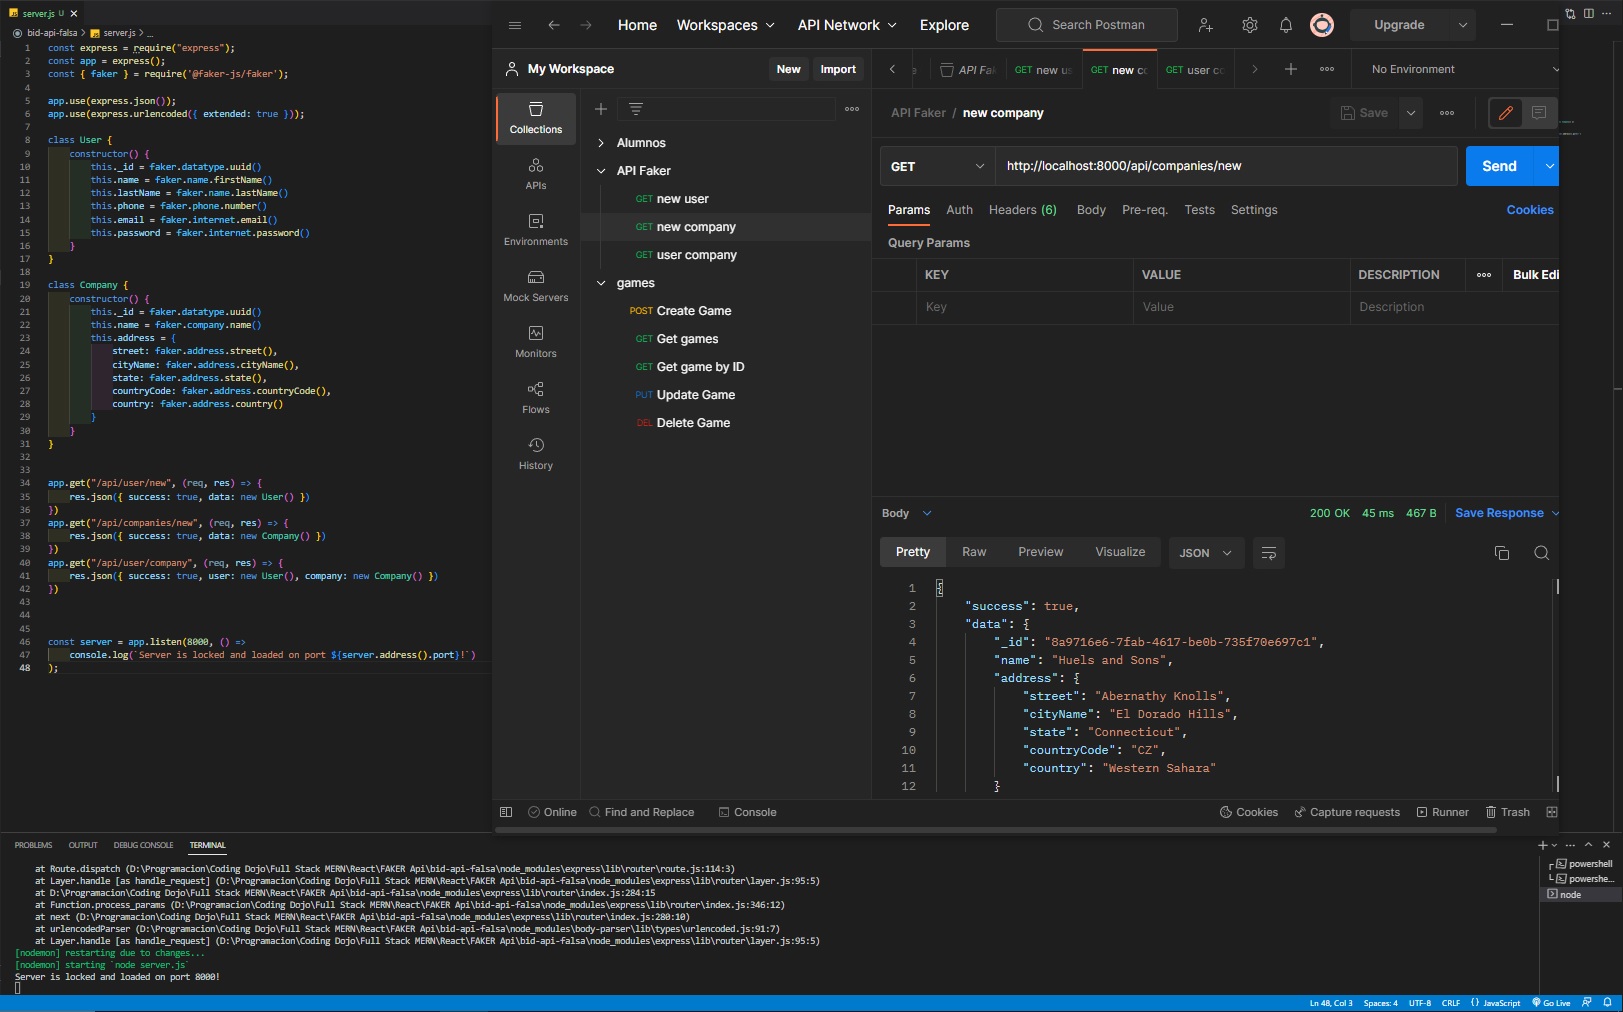 server.js U
bid-api-falsa > server.js > ...
1 const express = require("express");
2 const app = express();
3 const { faker } = require('@faker-js/faker');
4
5 app.use(express.json());
6 app.use(express.urlencoded({ extended: true }));
7
8 class User {
9 constructor() {
10 this._id = faker.datatype.uuid()
11 this.name = faker.name.firstName()
12 this.lastName = faker.name.lastName()
13 this.phone = faker.phone.number()
14 this.email = faker.internet.email()
15 this.password = faker.internet.password()
16 }
17 }
18
19 class Company {
20 constructor() {
21 this._id = faker.datatype.uuid()
22 this.name = faker.company.name()
23 this.address = {
24 street: faker.address.street(),
25 cityName: faker.address.cityName(),
26 state: faker.address.state(),
27 countryCode: faker.address.countryCode(),
28 country: faker.address.country()
29 }
30 }
31 }
32
33
34 app.get("/api/user/new", (req, res) => {
35 res.json({ success: true, data: new User() })
36 })
37 app.get("/api/companies/new", (req, res) => {
38 res.json({ success: true, data: new Company() })
39 })
40 app.get("/api/user/company", (req, res) => {
41 res.json({ success: true, user: new User(), company: new Company() })
42 })
43
44
45
46 const server = app.listen(8000, () =>
47 console.log(`Server is locked and loaded on port ${server.address().port}!`)
48 );
Home Workspaces API Network Explore Search Postman Upgrade
My Workspace New Import
Collections
APIs
Environments
Mock Servers
Monitors
Flows
History
Alumnos
API Faker
GET new user
GET new company
GET user company
games
POST Create Game
GET Get games
GET Get game by ID
PUT Update Game
DEL Delete Game
API Fa GET new us GET new co GET user co No Environment
API Faker / new company Save
GET http://localhost:8000/api/companies/new Send
Params Auth Headers (6) Body Pre-req. Tests Settings Cookies
Query Params
KEY VALUE DESCRIPTION Bulk Edi
Key Value Description
Body 200 OK 45 ms 467 B Save Response
Pretty Raw Preview Visualize JSON
1 {
2 "success": true,
3 "data": {
4 "_id": "8a9716e6-7fab-4617-be0b-735f70e697c1",
5 "name": "Huels and Sons",
6 "address": {
7 "street": "Abernathy Knolls",
8 "cityName": "El Dorado Hills",
9 "state": "Connecticut",
10 "countryCode": "CZ",
11 "country": "Western Sahara"
12 }
Online Find and Replace Console Cookies Capture requests Runner Trash
PROBLEMS OUTPUT DEBUG CONSOLE TERMINAL
at Route.dispatch (D:\Programacion\Coding Dojo\Full Stack MERN\React\FAKER Api\bid-api-falsa\node_modules\express\lib\router\route.js:114:3)
at Layer.handle [as handle_request] (D:\Programacion\Coding Dojo\Full Stack MERN\React\FAKER Api\bid-api-falsa\node_modules\express\lib\router\layer.js:95:5)
at D:\Programacion\Coding Dojo\Full Stack MERN\React\FAKER Api\bid-api-falsa\node_modules\express\lib\router\index.js:284:15
at Function.process_params (D:\Programacion\Coding Dojo\Full Stack MERN\React\FAKER Api\bid-api-falsa\node_modules\express\lib\router\index.js:346:12)
at next (D:\Programacion\Coding Dojo\Full Stack MERN\React\FAKER Api\bid-api-falsa\node_modules\express\lib\router\index.js:280:10)
at urlencodedParser (D:\Programacion\Coding Dojo\Full Stack MERN\React\FAKER Api\bid-api-falsa\node_modules\body-parser\lib\types\urlencoded.js:91:7)
at Layer.handle [as handle_request] (D:\Programacion\Coding Dojo\Full Stack MERN\React\FAKER Api\bid-api-falsa\node_modules\express\lib\router\layer.js:95:5)
[nodemon] restarting due to changes...
[nodemon] starting `node server.js`
Server is locked and loaded on port 8000!
powershell
powershe...
node
Ln 48, Col 3 Spaces: 4 UTF-8 CRLF {} JavaScript Go Live